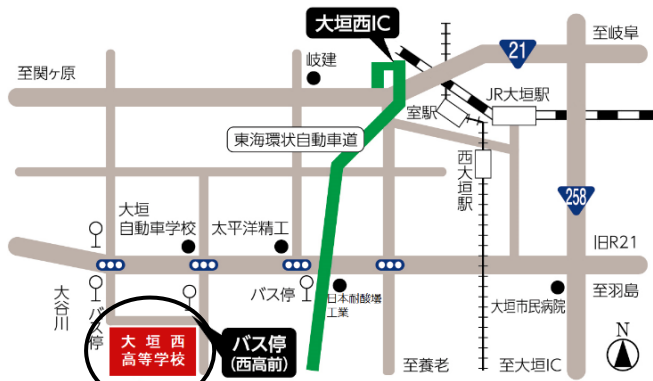 大垣西IC
21
至岐阜
岐建
至関ヶ原
JR大垣駅
室駅
東海環状自動車道
西大垣駅
258
大垣
自動車学校
太平洋精工
旧R21
大谷川
バス停
バス停
日本耐酸壜
工業
大垣市民病院
至羽島
大垣西
高等学校
バス停
(西高前)
至養老
至大垣IC
N